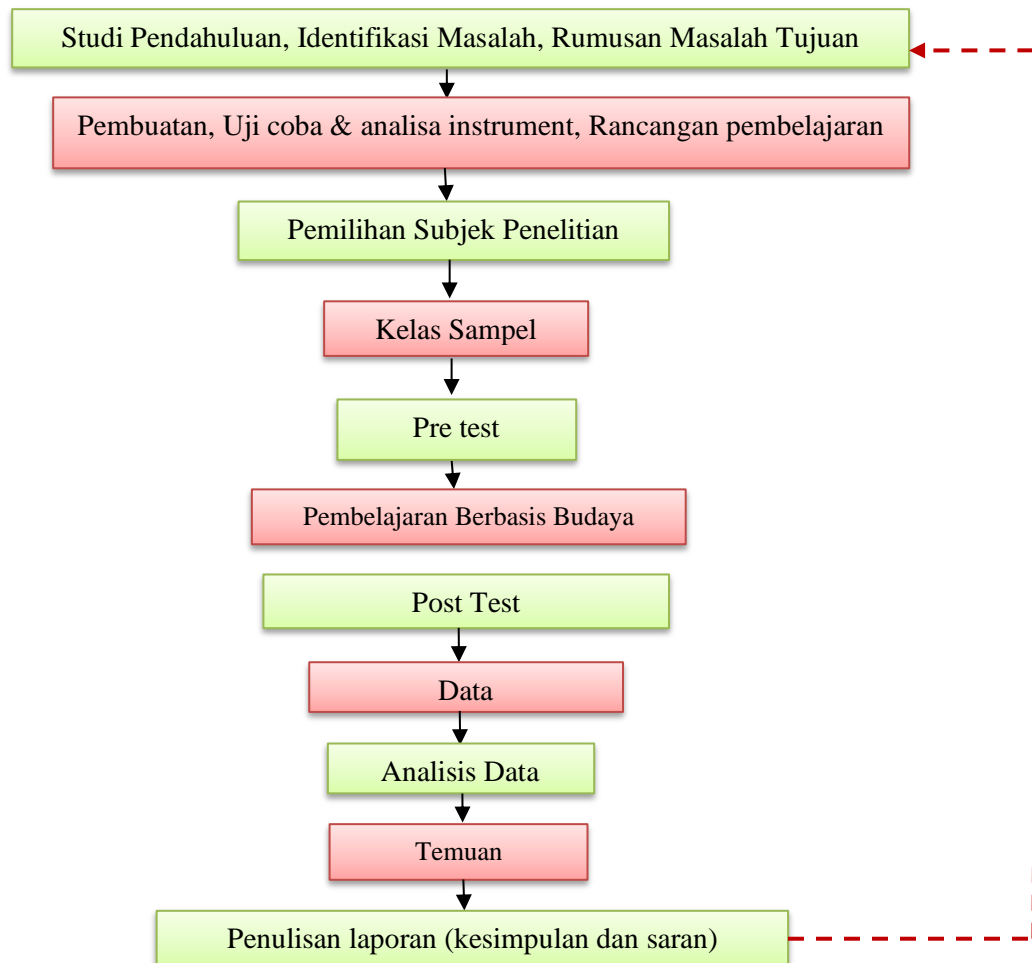 Studi Pendahuluan, Identifikasi Masalah, Rumusan Masalah Tujuan
Pembuatan, Uji coba & analisa instrument, Rancangan pembelajaran
Pemilihan Subjek Penelitian
Kelas Sampel
Pre test
Pembelajaran Berbasis Budaya
Post Test
Data
Analisis Data
Temuan
Penulisan laporan (kesimpulan dan saran)